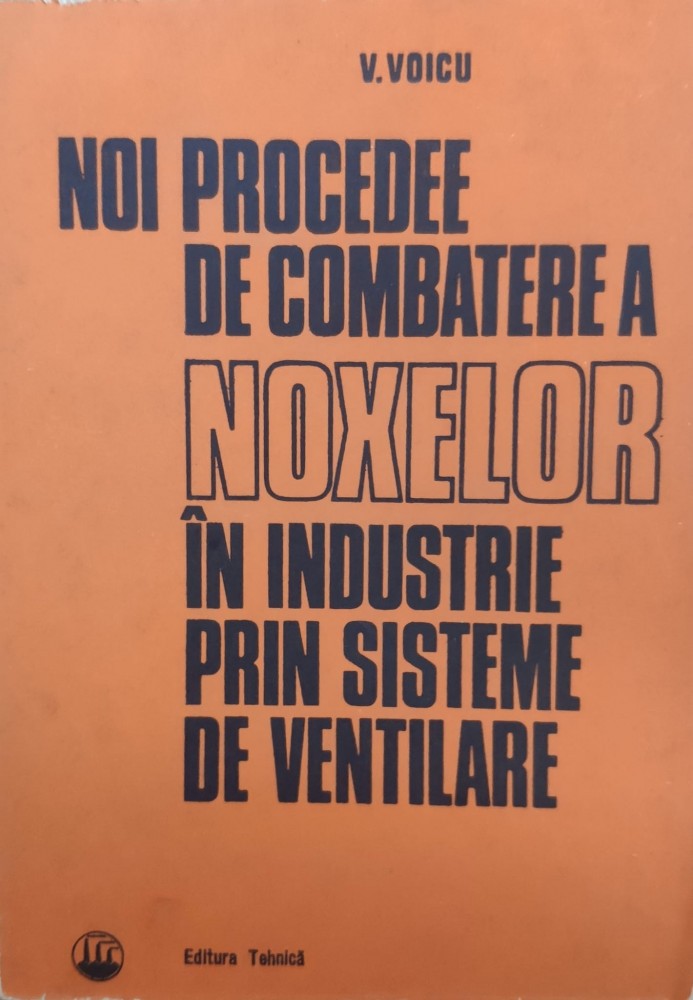 V. VOICU
NOI PROCEDEE
DE COMBATERE A
NOXELOR
ÎN INDUSTRIE
PRIN SISTEME
DE VENTILARE
Editura Tehnică